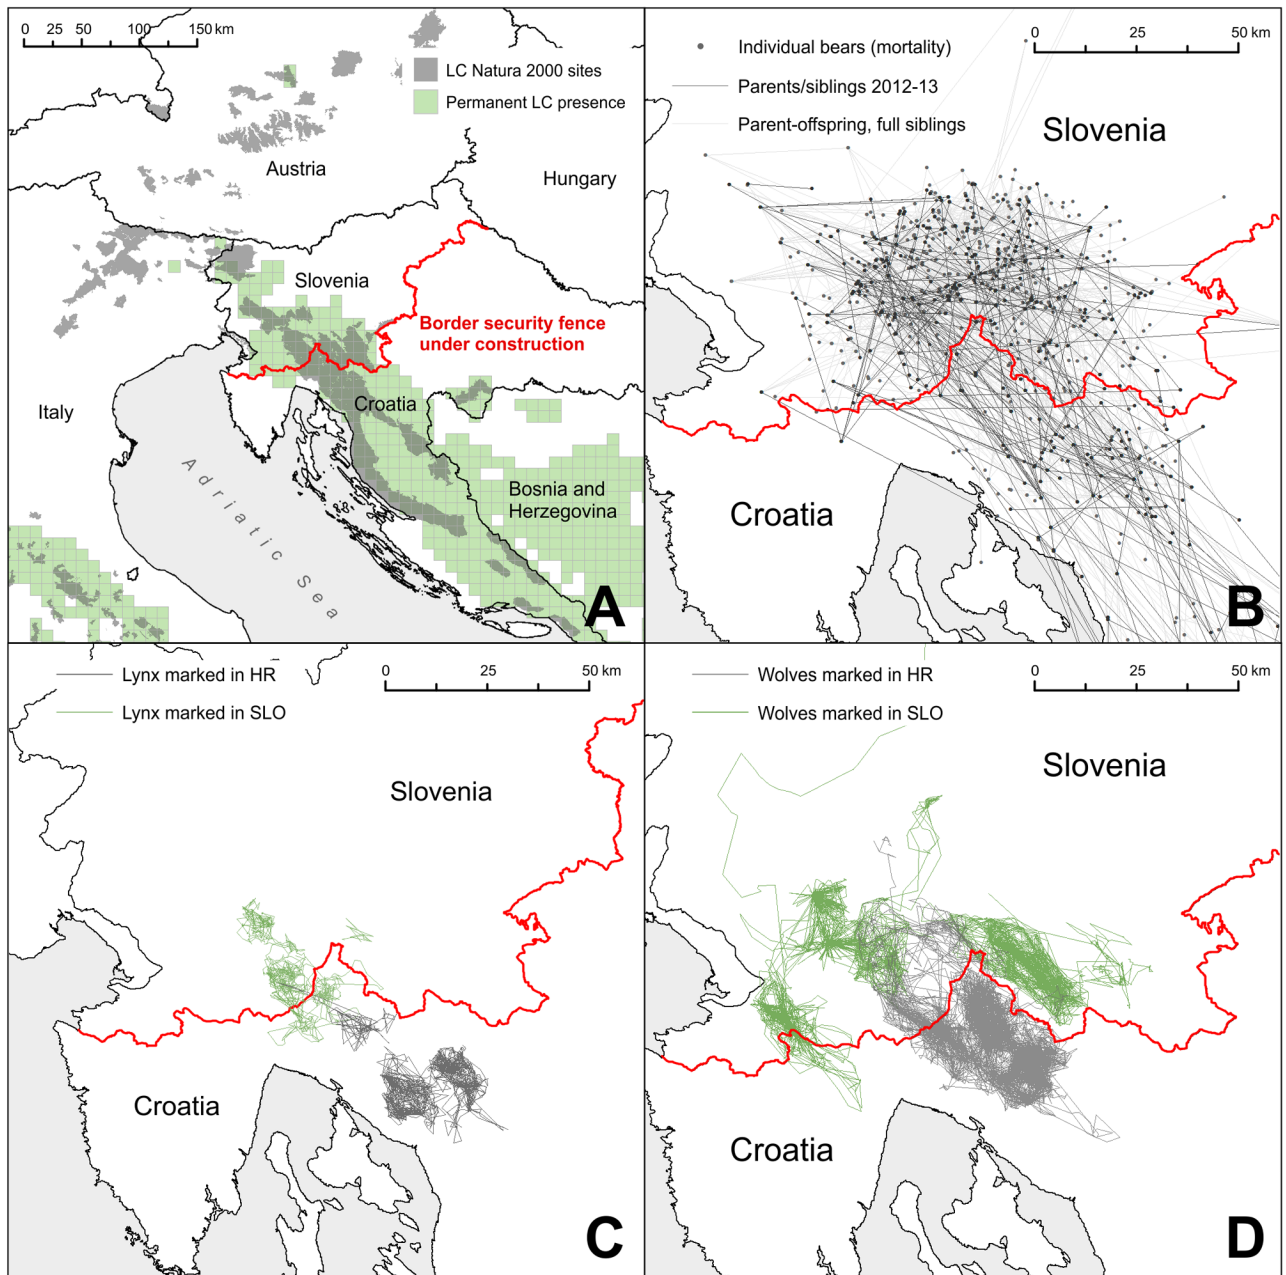 0 25 50 100 150 km
LC Natura 2000 sites
Permanent LC presence
Austria
Hungary
Slovenia
Border security fence
under construction
Italy
Croatia
Bosnia and
Herzegovina
Adriatic Sea
A
Individual bears (mortality)
Parents/siblings 2012-13
Parent-offspring, full siblings
0 25 50 km
Slovenia
Croatia
B
Lynx marked in HR
Lynx marked in SLO
0 25 50 km
Slovenia
Croatia
C
Wolves marked in HR
Wolves marked in SLO
0 25 50 km
Slovenia
Croatia
D